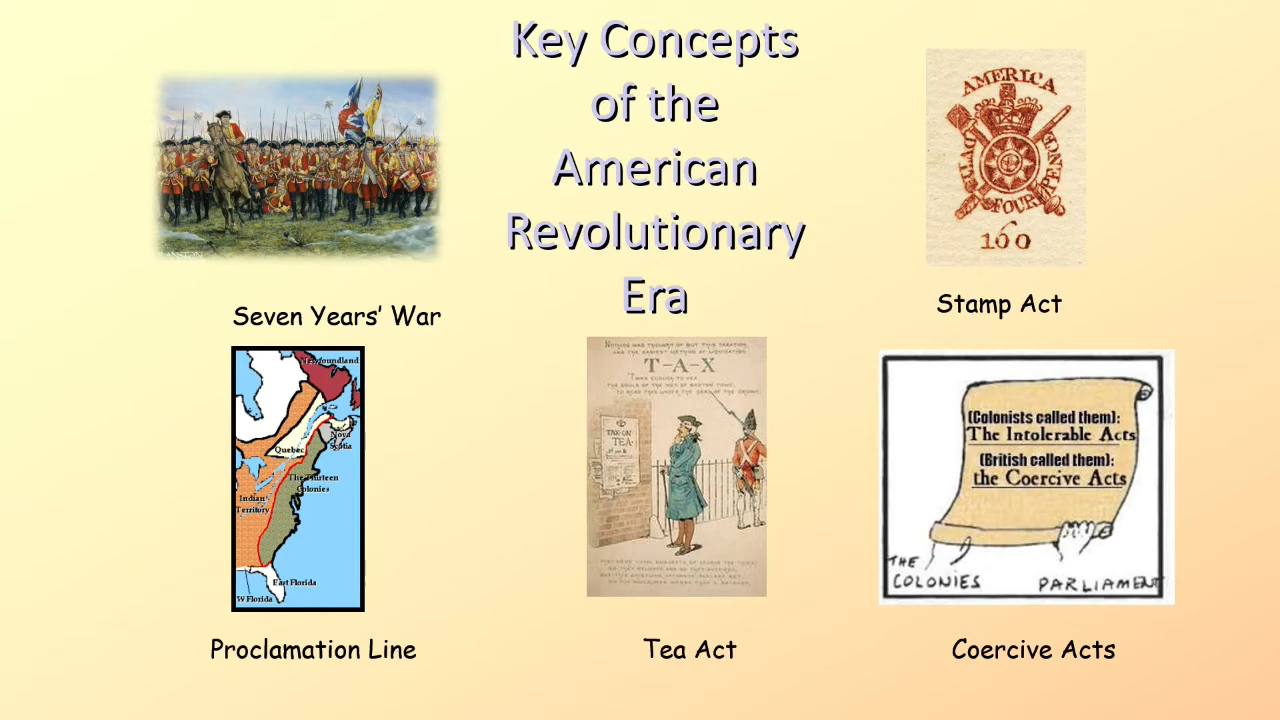 Key Concepts
of the
American
Revolutionary
Era
Seven Years' War
AMERICA
FOUR PENCE
160
Stamp Act
Newfoundland
Nova
Scotia
Quebec
The Thirteen
Colonies
Indian
Territory
East Florida
W Florida
Proclamation Line
T-A-X
TAX·ON
TEA·
Tea Act
(Colonists called them):
The Intolerable Acts
(British called them):
the Coercive Acts
THE
COLONIES
PARLIAMENT
Coercive Acts